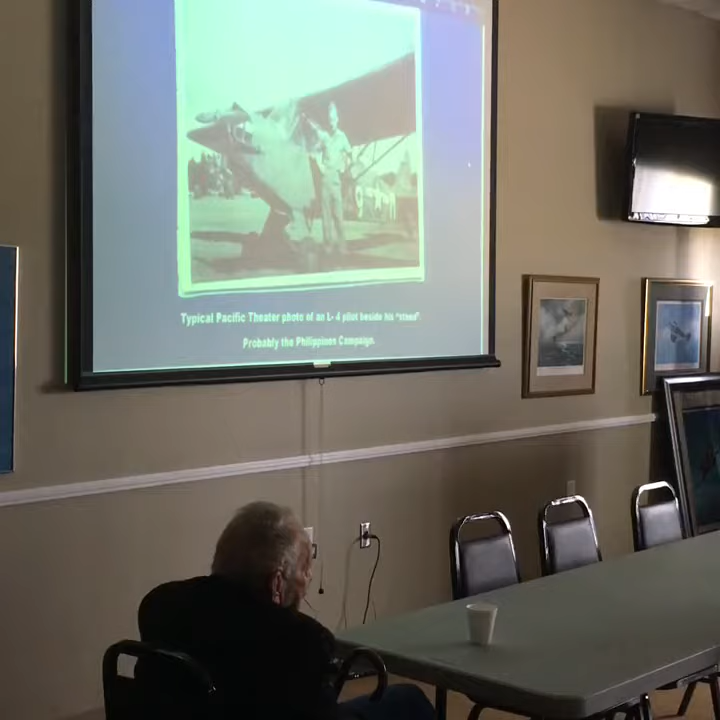 Typical Pacific Theater photo of an L- 4 pilot beside his "steed".
Probably the Philippines Campaign.